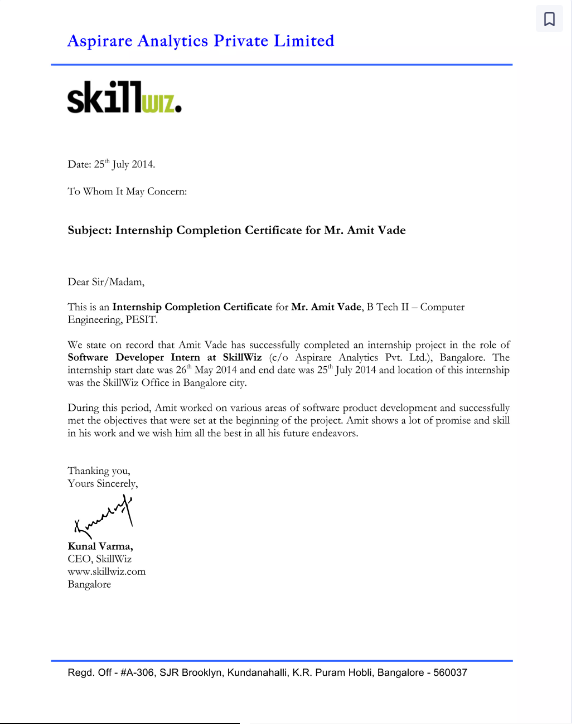 Aspirare Analytics Private Limited
skillwiz.
Date: 25th July 2014.
To Whom It May Concern:
Subject: Internship Completion Certificate for Mr. Amit Vade
Dear Sir/Madam,
This is an Internship Completion Certificate for Mr. Amit Vade, B Tech II – Computer
Engineering, PESIT.
We state on record that Amit Vade has successfully completed an internship project in the role of
Software Developer Intern at SkillWiz (c/o Aspirare Analytics Pvt. Ltd.), Bangalore. The
internship start date was 26th May 2014 and end date was 25th July 2014 and location of this internship
was the SkillWiz Office in Bangalore city.
During this period, Amit worked on various areas of software product development and successfully
met the objectives that were set at the beginning of the project. Amit shows a lot of promise and skill
in his work and we wish him all the best in all his future endeavors.
Thanking you,
Yours Sincerely,
Kunal Varma,
CEO, SkillWiz
www.skillwiz.com
Bangalore
Regd. Off - #A-306, SJR Brooklyn, Kundanahalli, K.R. Puram Hobli, Bangalore - 560037